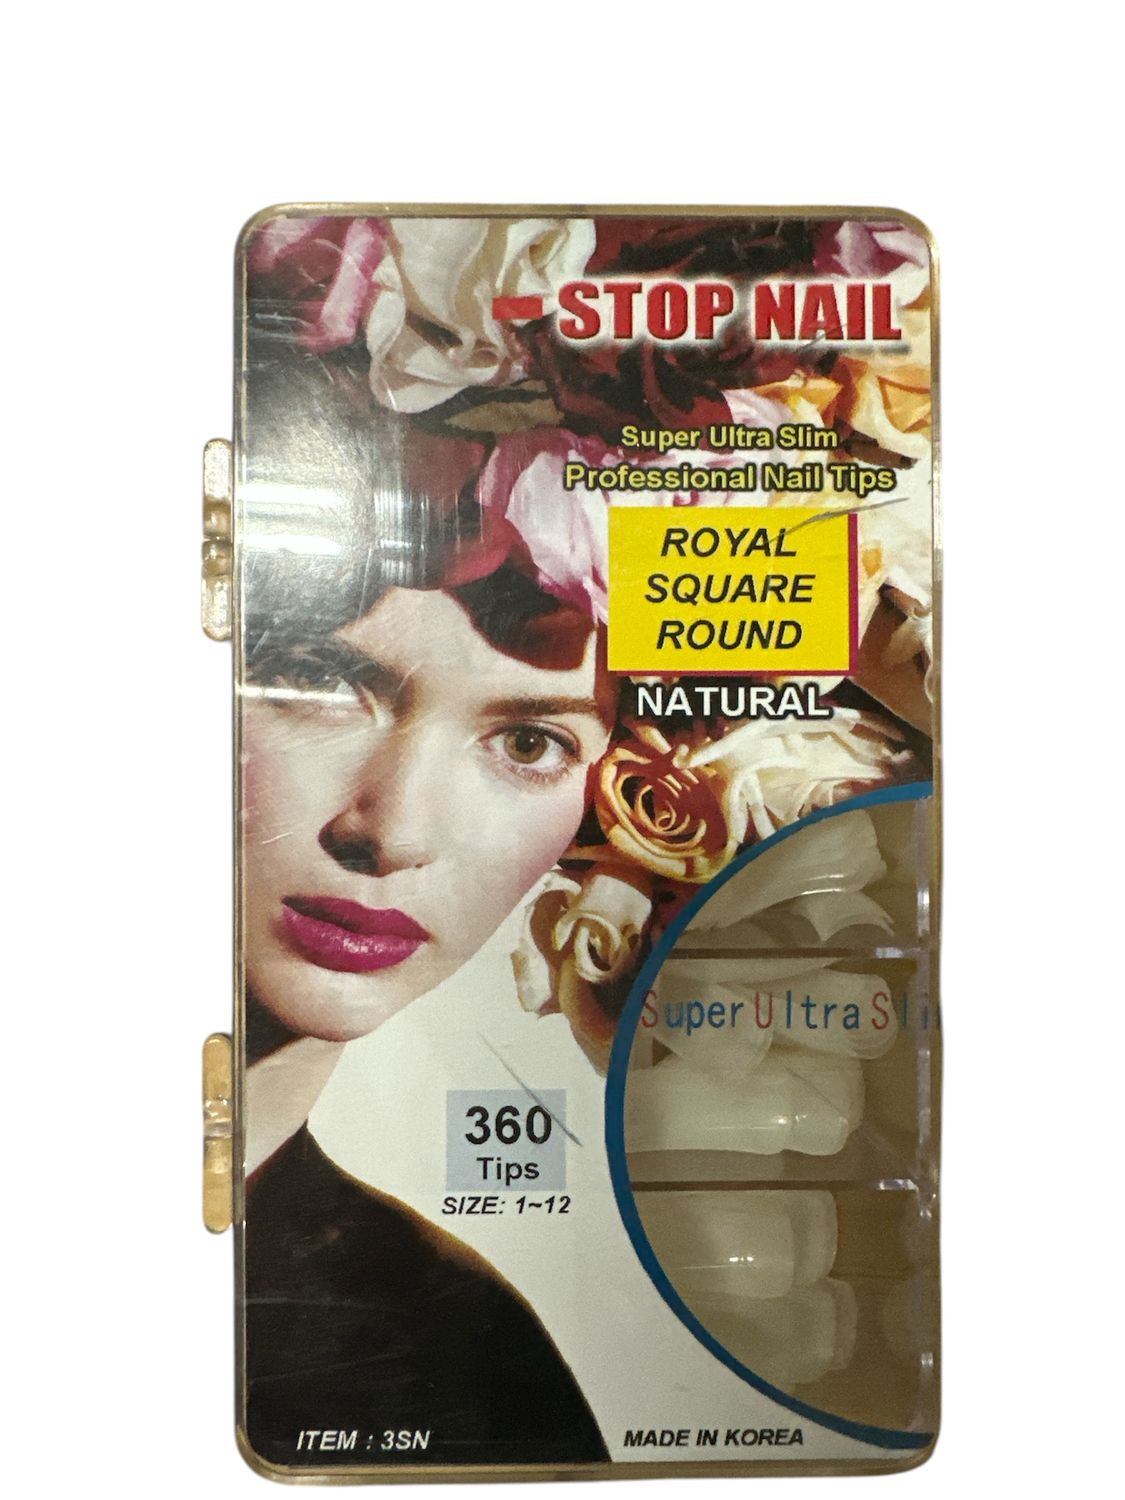 STOP NAIL
Super Ultra Slim
Professional Nail Tips
ROYAL
SQUARE
ROUND
NATURAL
Super Ultra Slim
360
Tips
SIZE: 1~12
ITEM : 3SN
MADE IN KOREA